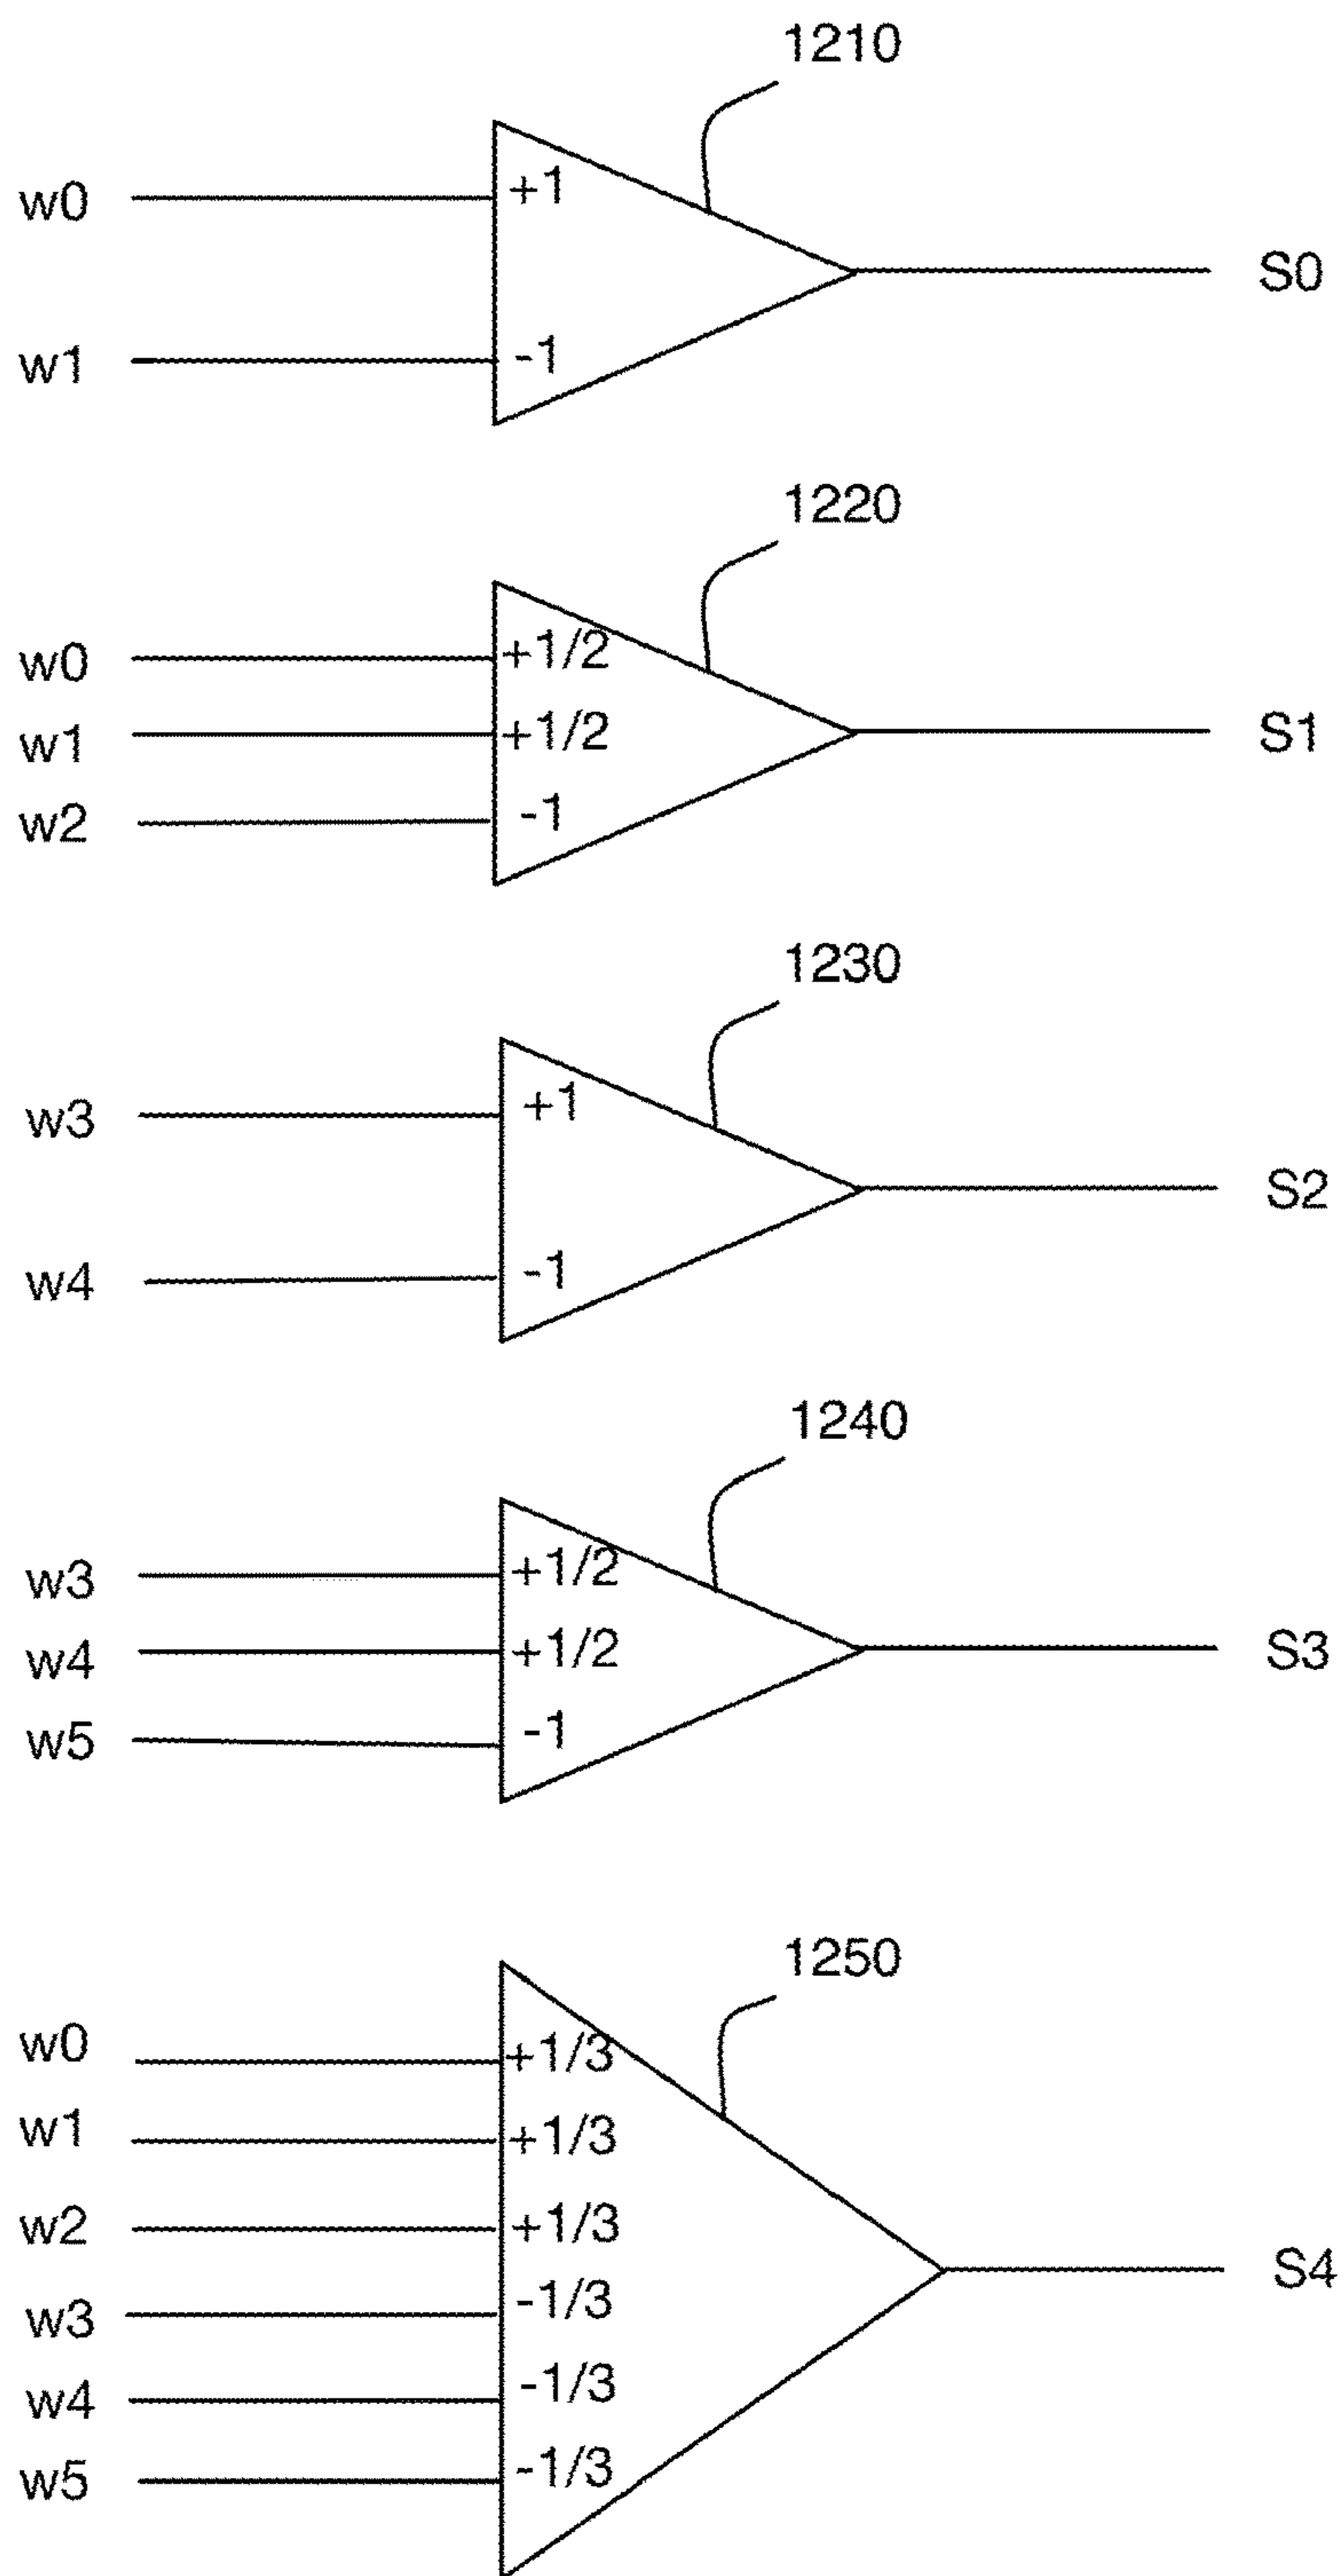 1210
w0 +1
S0
w1 -1
1220
w0 +1/2
w1 +1/2 S1
w2 -1
1230
w3 +1
S2
w4 -1
1240
w3 +1/2
w4 +1/2 S3
w5 -1
1250
w0 +1/3
w1 +1/3
w2 +1/3
S4
w3 -1/3
w4 -1/3
w5 -1/3